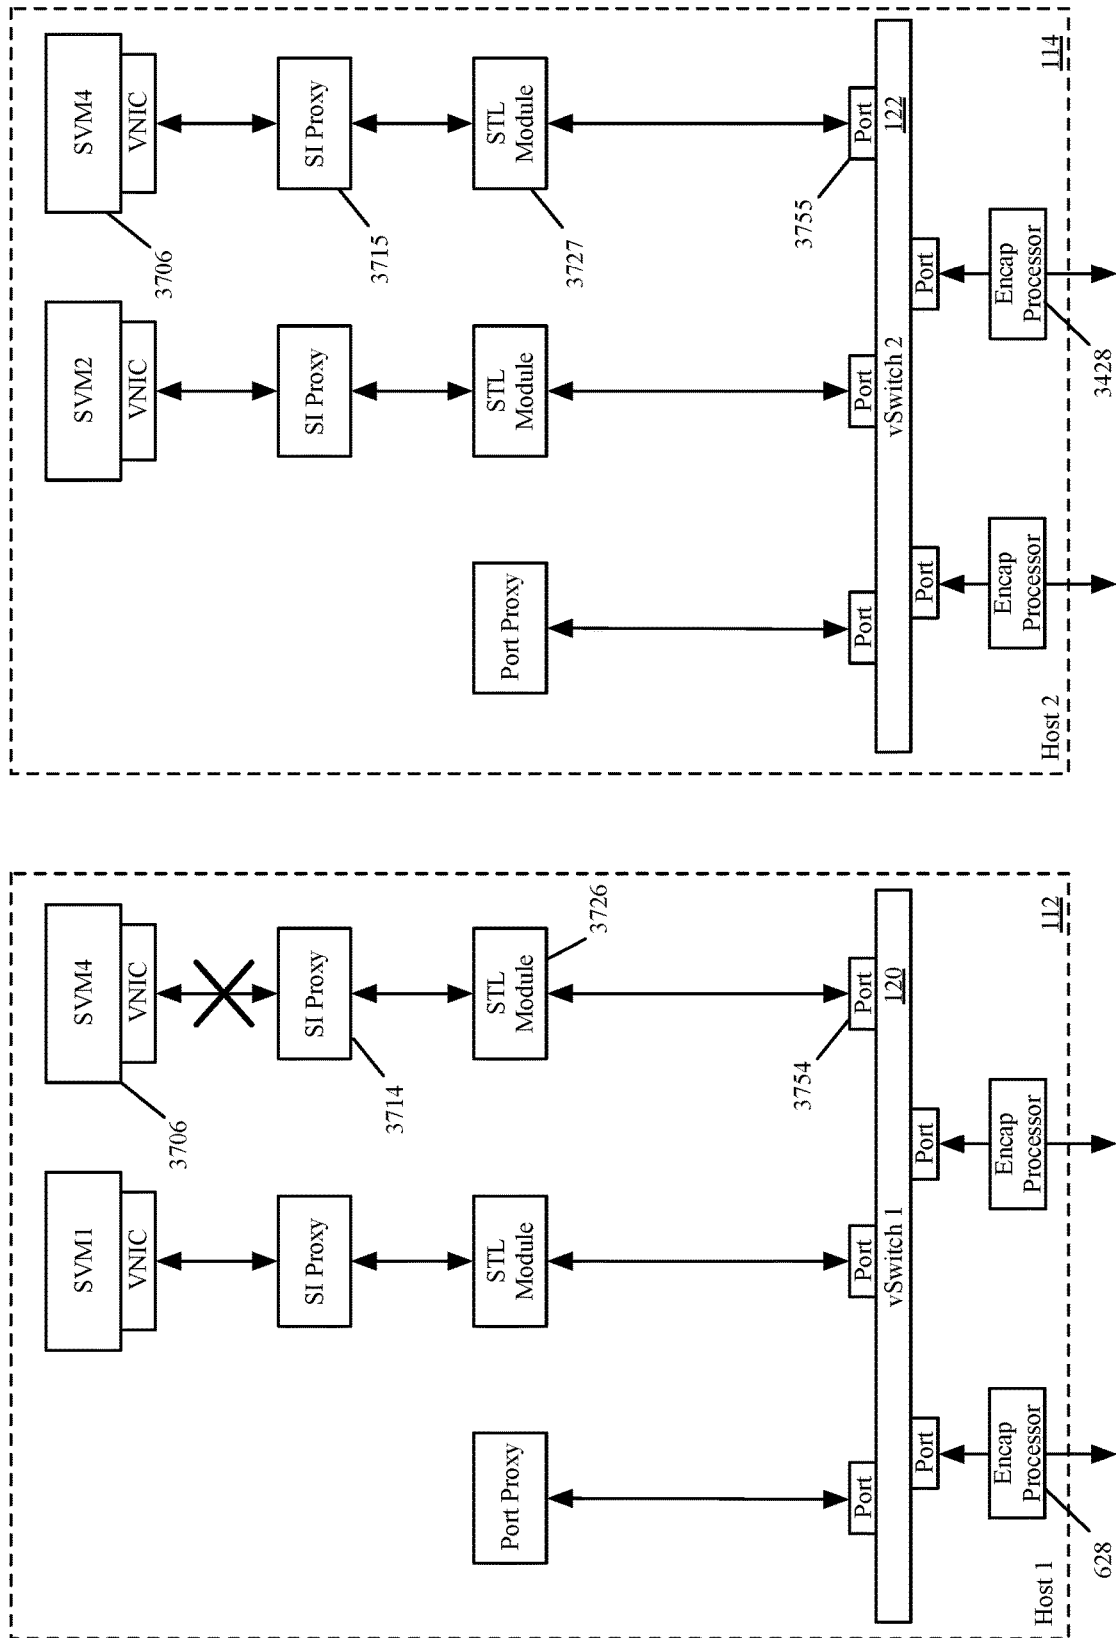 SVM1
VNIC
SVM4
VNIC
3706
SI Proxy
SI Proxy
3714
Port Proxy
STL
Module
STL
Module
3726
3754
Port
Port
Port
vSwitch 1
120
Port
Port
Encap
Processor
Encap
Processor
628
Host 1
112
SVM2
VNIC
SVM4
VNIC
3706
SI Proxy
SI Proxy
3715
Port Proxy
STL
Module
STL
Module
3727
3755
Port
Port
Port
vSwitch 2
122
Port
Port
Encap
Processor
Encap
Processor
3428
Host 2
114